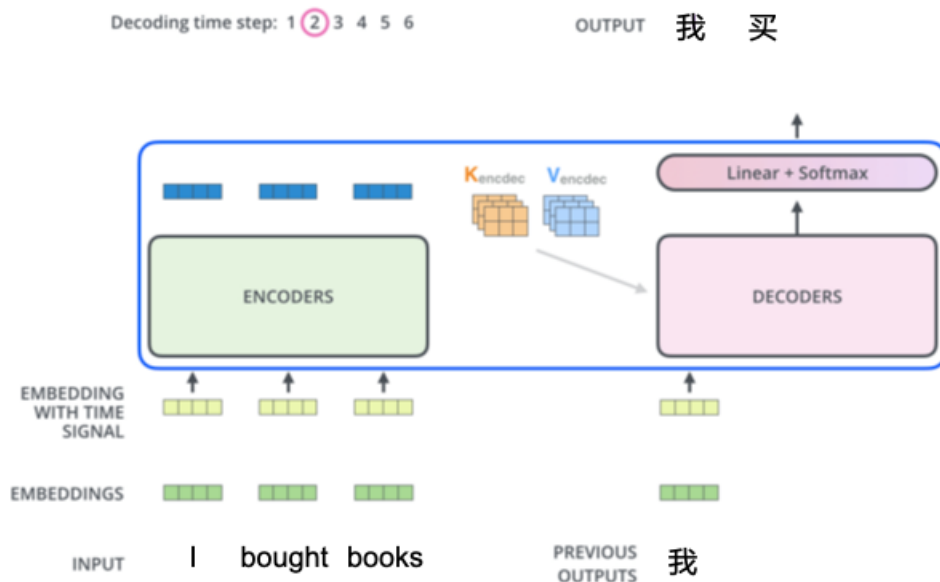 Decoding time step: 1 2 3 4 5 6
OUTPUT 我 买
Kencdec Vencdec
Linear + Softmax
ENCODERS
DECODERS
EMBEDDING
WITH TIME
SIGNAL
EMBEDDINGS
INPUT I bought books
PREVIOUS
OUTPUTS 我